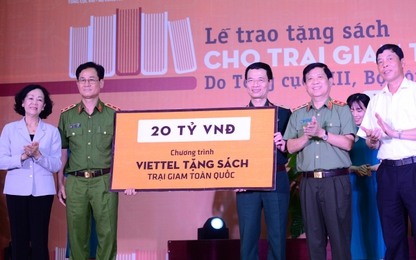 Lễ trao tặng sách
CHO TRẠI GIAM T
Do Tổng cục VIII, Bộ
20 TỶ VNĐ
Chương trình
VIETTEL TẶNG SÁCH
TRẠI GIAM TOÀN QUỐC